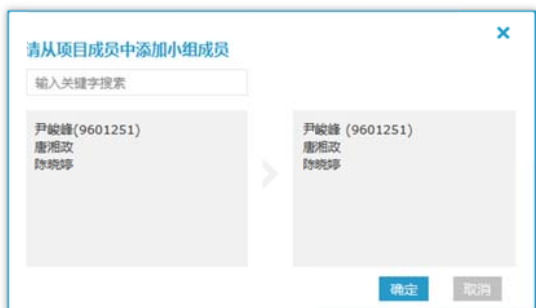 请从项目成员中添加小组成员
输入关键字搜索
尹峻峰(9601251)
唐湘政
陈晓婷
尹峻峰 (9601251)
唐湘政
陈晓婷
确定
取消